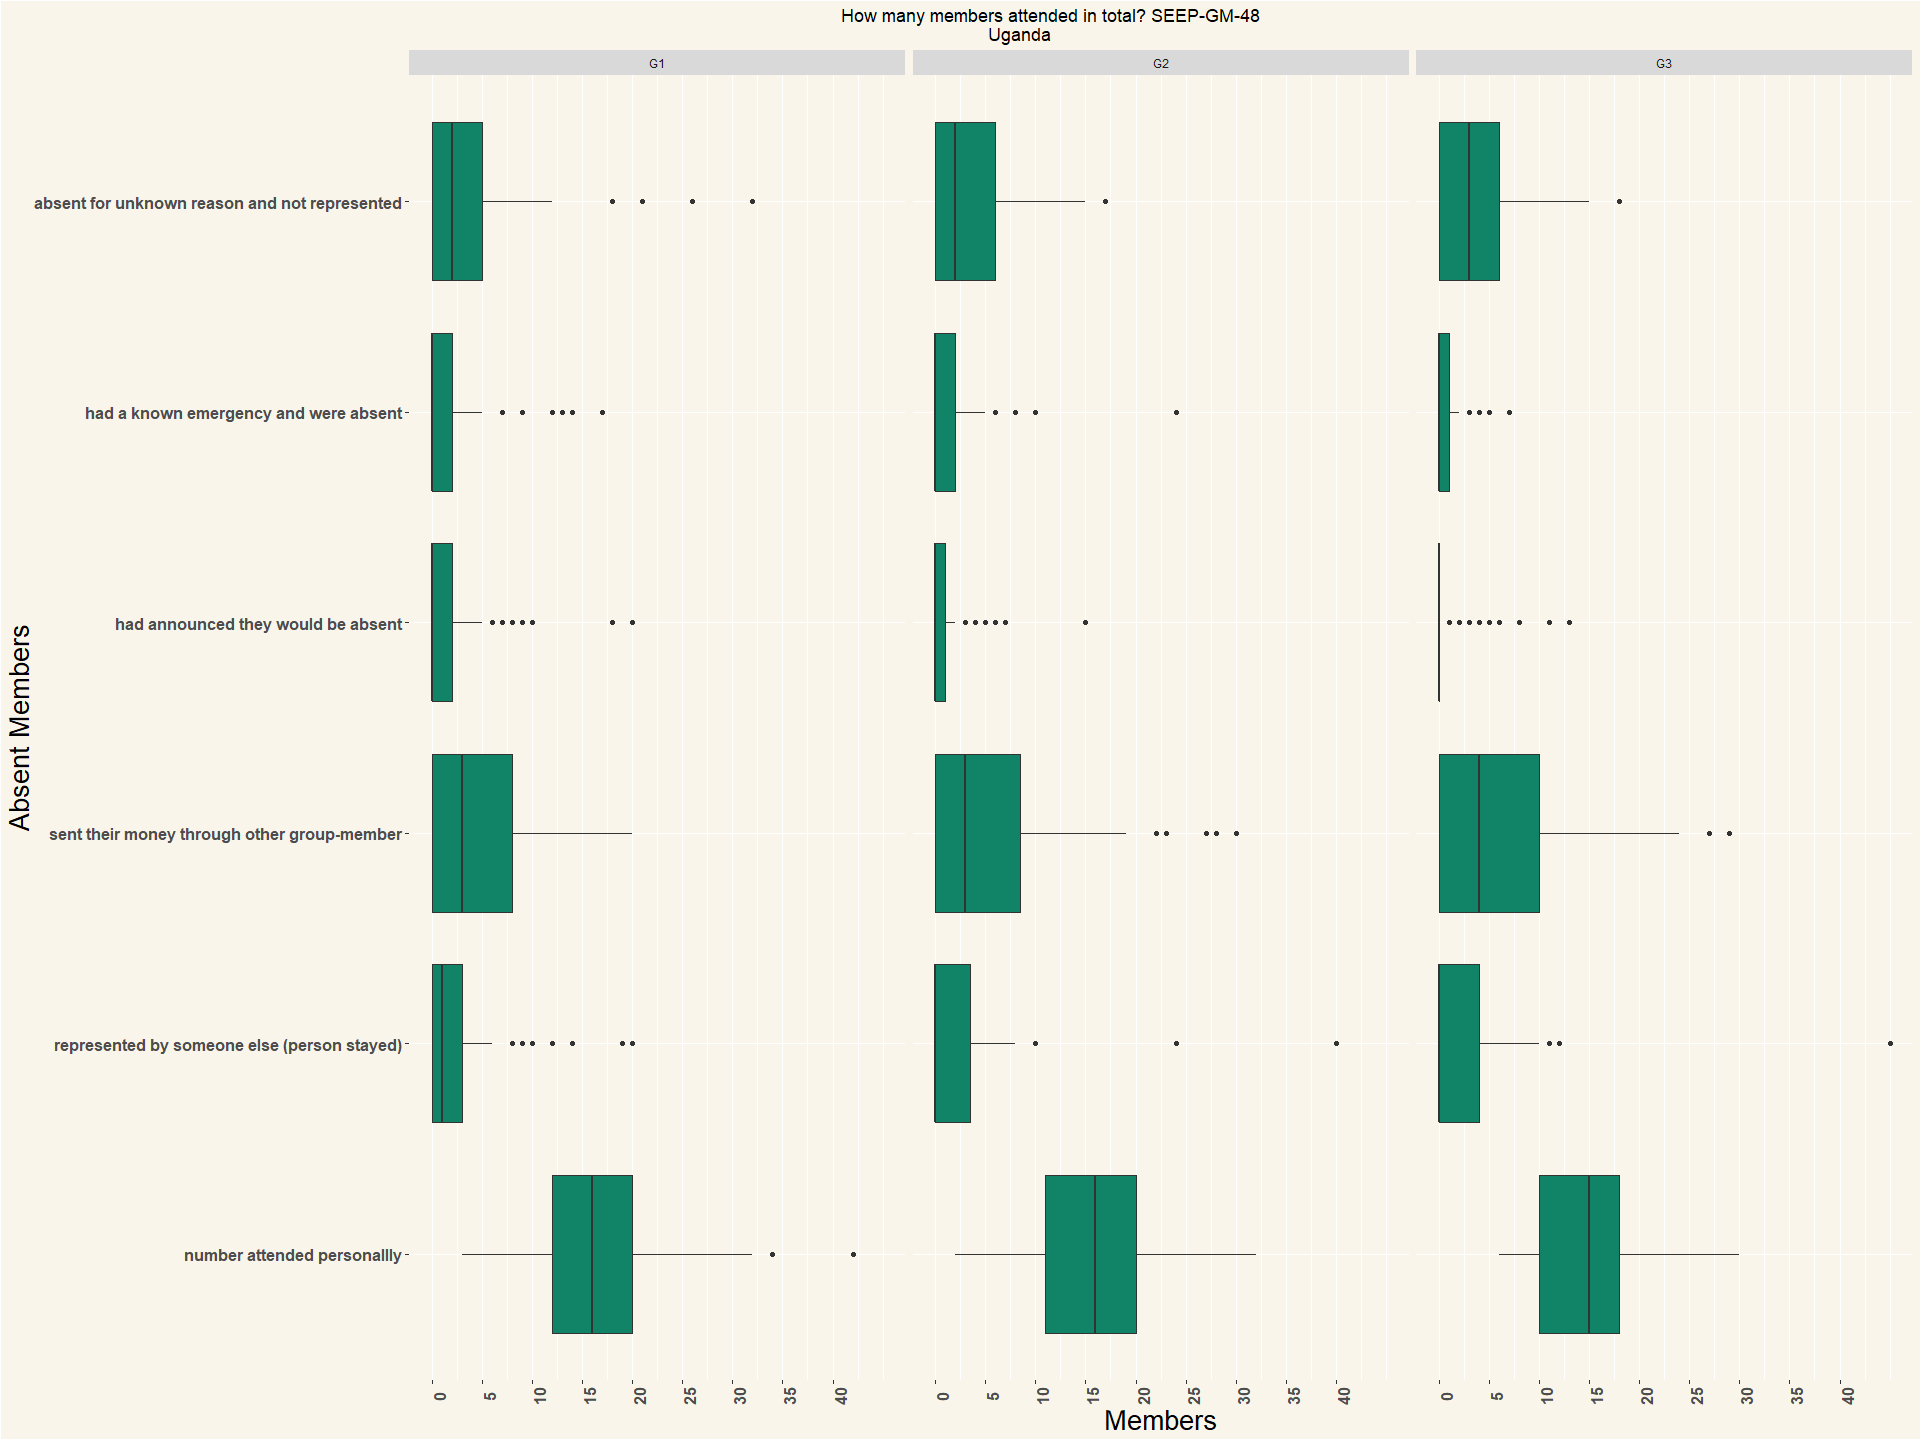 How many members attended in total? SEEP-GM-48
Uganda
G1 G2 G3
absent for unknown reason and not represented
had a known emergency and were absent
had announced they would be absent
sent their money through other group-member
represented by someone else (person stayed)
number attended personallly
Absent Members
0 5 10 15 20 25 30 35 40 0 5 10 15 20 25 30 35 40 0 5 10 15 20 25 30 35 40
Members